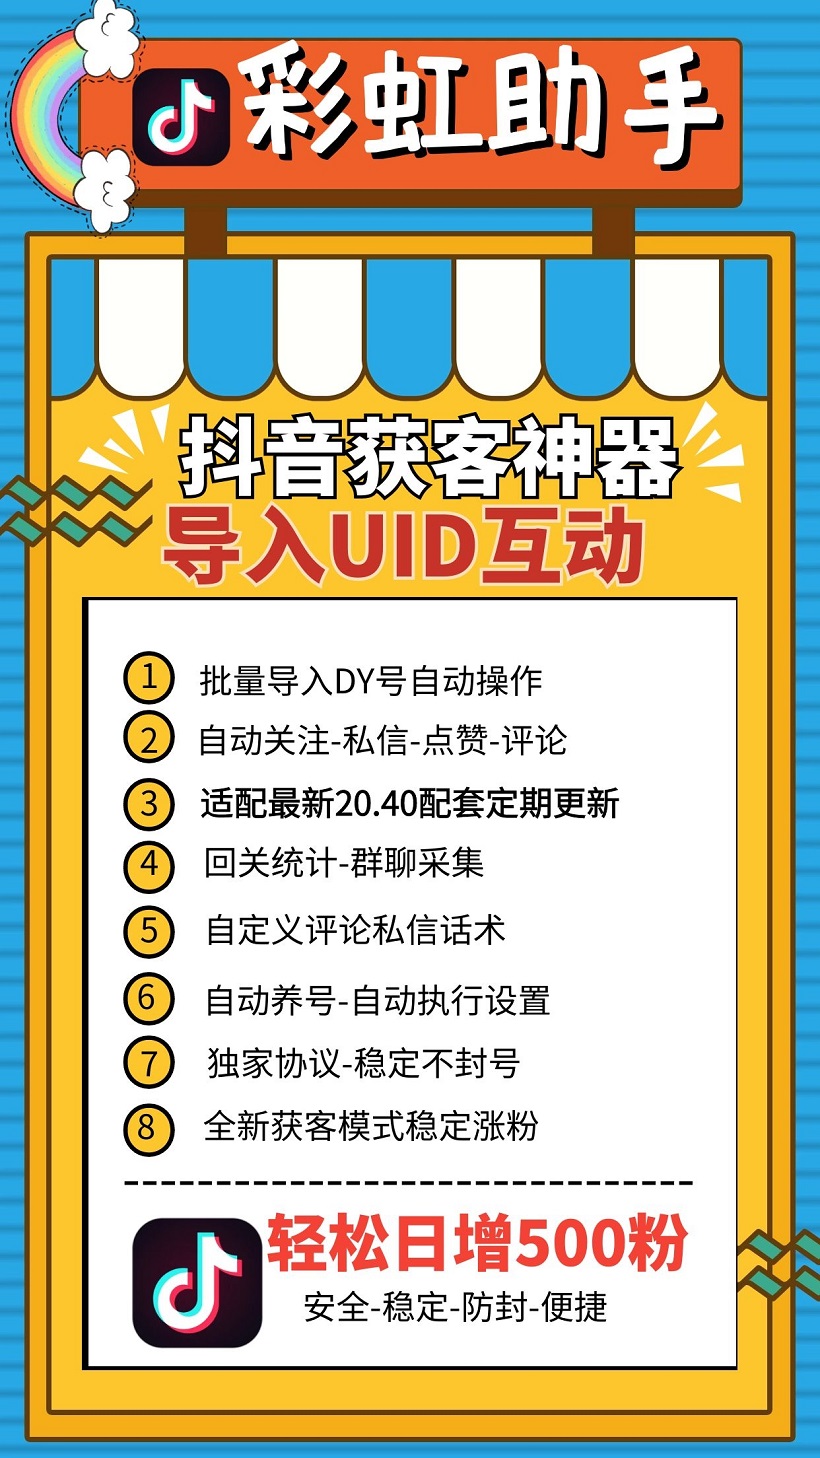 彩虹助手
抖音获客神器
导入UID互动
1 批量导入DY号自动操作
2 自动关注-私信-点赞-评论
3 适配最新20.40配套定期更新
4 回关统计-群聊采集
5 自定义评论私信话术
6 自动养号-自动执行设置
7 独家协议-稳定不封号
8 全新获客模式稳定涨粉
轻松日增500粉
安全-稳定-防封-便捷